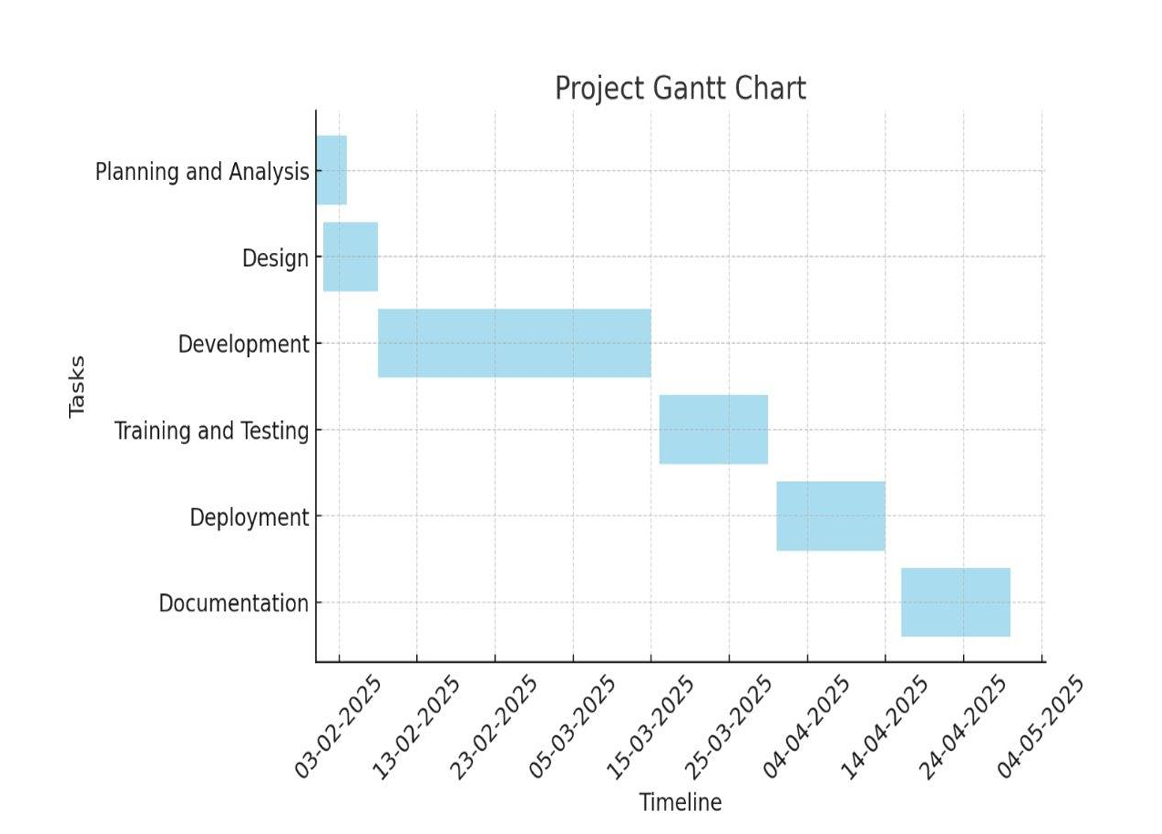 Project Gantt Chart
Planning and Analysis
Design
Development
Training and Testing
Deployment
Documentation
Tasks
03-02-2025
13-02-2025
23-02-2025
05-03-2025
15-03-2025
25-03-2025
04-04-2025
14-04-2025
24-04-2025
04-05-2025
Timeline